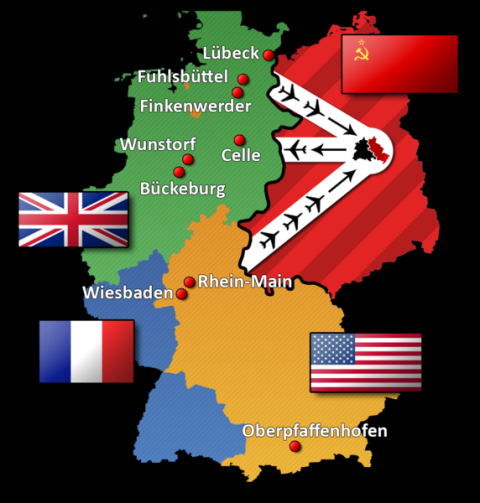 Lübeck
Fuhlsbüttel
Finkenwerder
Wunstorf
Celle
Bückeburg
Rhein-Main
Wiesbaden
Oberpfaffenhofen